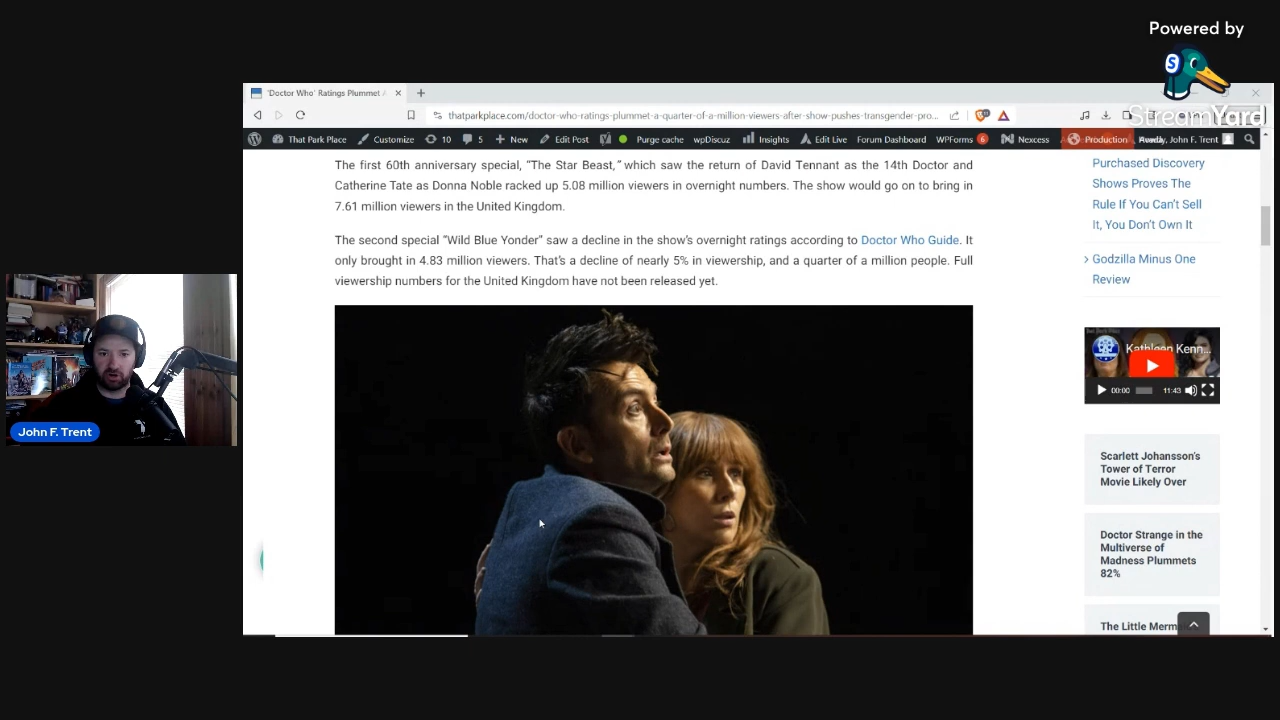 Powered by
StreamYard
'Doctor Who' Ratings Plummet
thatparkplace.com/doctor-who-ratings-plummet-a-quarter-of-a-million-viewers-after-show-pushes-transgender-pro...
That Park Place Customize 10 5 New Edit Post Purge cache wpDiscuz Insights Edit Live Forum Dashboard WPForms 6 Nexcess Production John F. Trent
The first 60th anniversary special, “The Star Beast,” which saw the return of David Tennant as the 14th Doctor and
Catherine Tate as Donna Noble racked up 5.08 million viewers in overnight numbers. The show would go on to bring in
7.61 million viewers in the United Kingdom.
The second special “Wild Blue Yonder” saw a decline in the show’s overnight ratings according to Doctor Who Guide. It
only brought in 4.83 million viewers. That’s a decline of nearly 5% in viewership, and a quarter of a million people. Full
viewership numbers for the United Kingdom have not been released yet.
Purchased Discovery
Shows Proves The
Rule If You Can’t Sell
It, You Don’t Own It
Godzilla Minus One
Review
Kathleen Kenn...
00:00 11:43
Scarlett Johansson’s
Tower of Terror
Movie Likely Over
Doctor Strange in the
Multiverse of
Madness Plummets
82%
The Little
John F. Trent